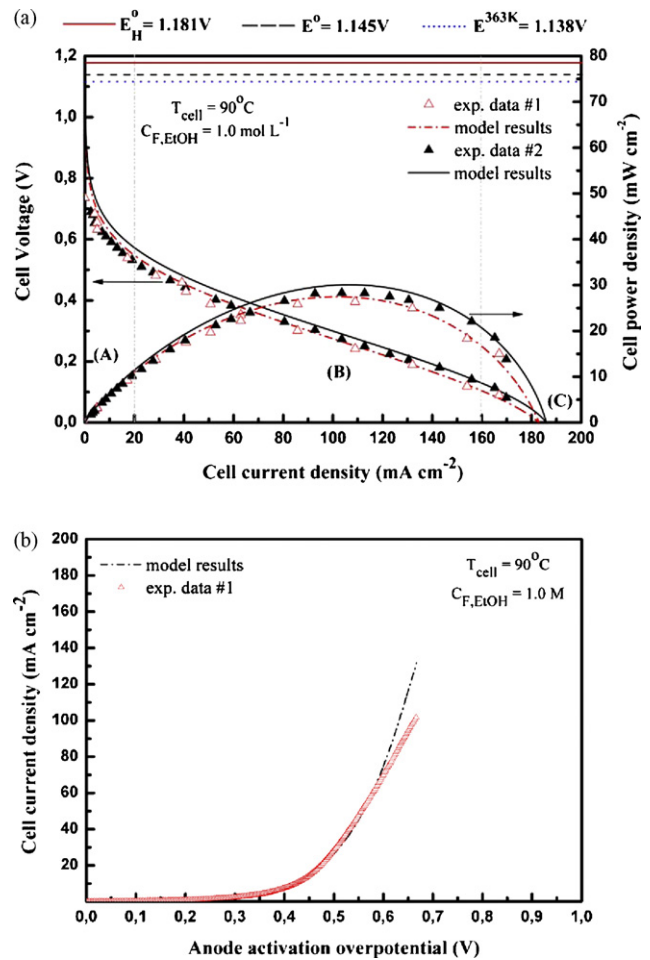 (a)
E°H = 1.181V E° = 1.145V E363K = 1.138V
1,2
1,0
0,8
0,6
0,4
0,2
0,0
Cell Voltage (V)
Tcell = 90°C
CF,EtOH = 1.0 mol L-1
exp. data #1
model results
exp. data #2
model results
(A)
(B)
(C)
80
70
60
50
40
30
20
10
0
Cell power density (mW cm-2)
0 20 40 60 80 100 120 140 160 180 200
Cell current density (mA cm-2)
(b)
200
180
160
140
120
100
80
60
40
20
Cell current density (mA cm-2)
model results
exp. data #1
Tcell = 90°C
CF,EtOH = 1.0 M
0,0 0,1 0,2 0,3 0,4 0,5 0,6 0,7 0,8 0,9 1,0
Anode activation overpotential (V)